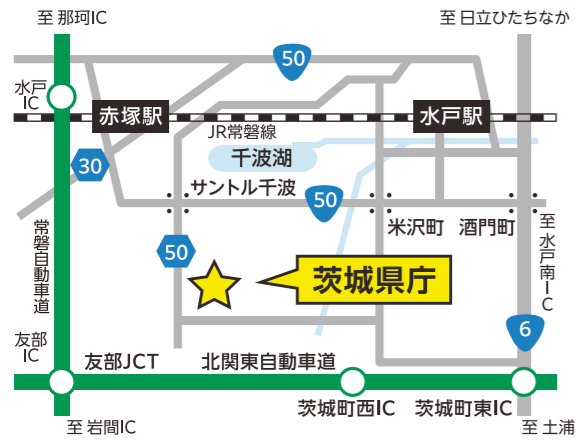 至 那珂IC
至 日立ひたちなか
50
水戸
IC
赤塚駅
水戸駅
JR常磐線
千波湖
30
サントル千波
50
米沢町
酒門町
至水戸南IC
常磐自動車道
50
茨城県庁
6
友部
IC
友部JCT
北関東自動車道
茨城町西IC
茨城町東IC
至 岩間IC
至 土浦